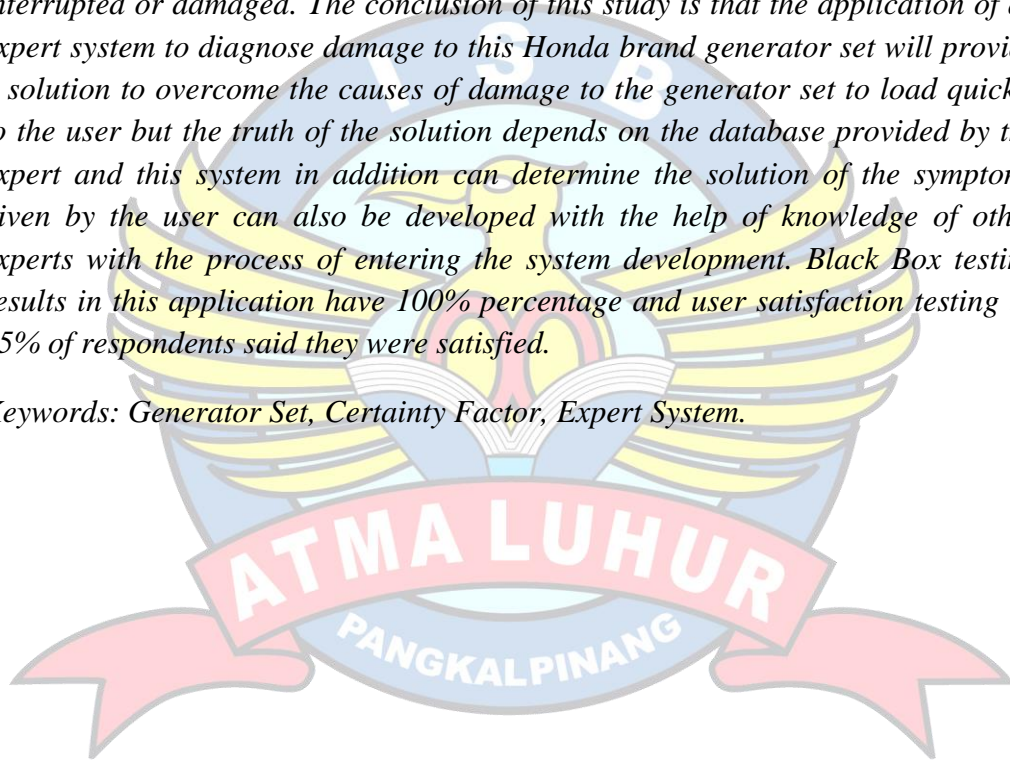 nterrupted or damaged. The conclusion of this study is that the application of
xpert system to diagnose damage to this Honda brand generator set will provid
solution to overcome the causes of damage to the generator set to load quick
o the user but the truth of the solution depends on the database provided by th
xpert and this system in addition can determine the solution of the symptom
iven by the user can also be developed with the help of knowledge of oth
xperts with the process of entering the system development. Black Box testin
esults in this application have 100% percentage and user satisfaction testing
5% of respondents said they were satisfied.
Keywords: Generator Set, Certainty Factor, Expert System.
I S B
ATMA LUHUR
PANGKALPINANG